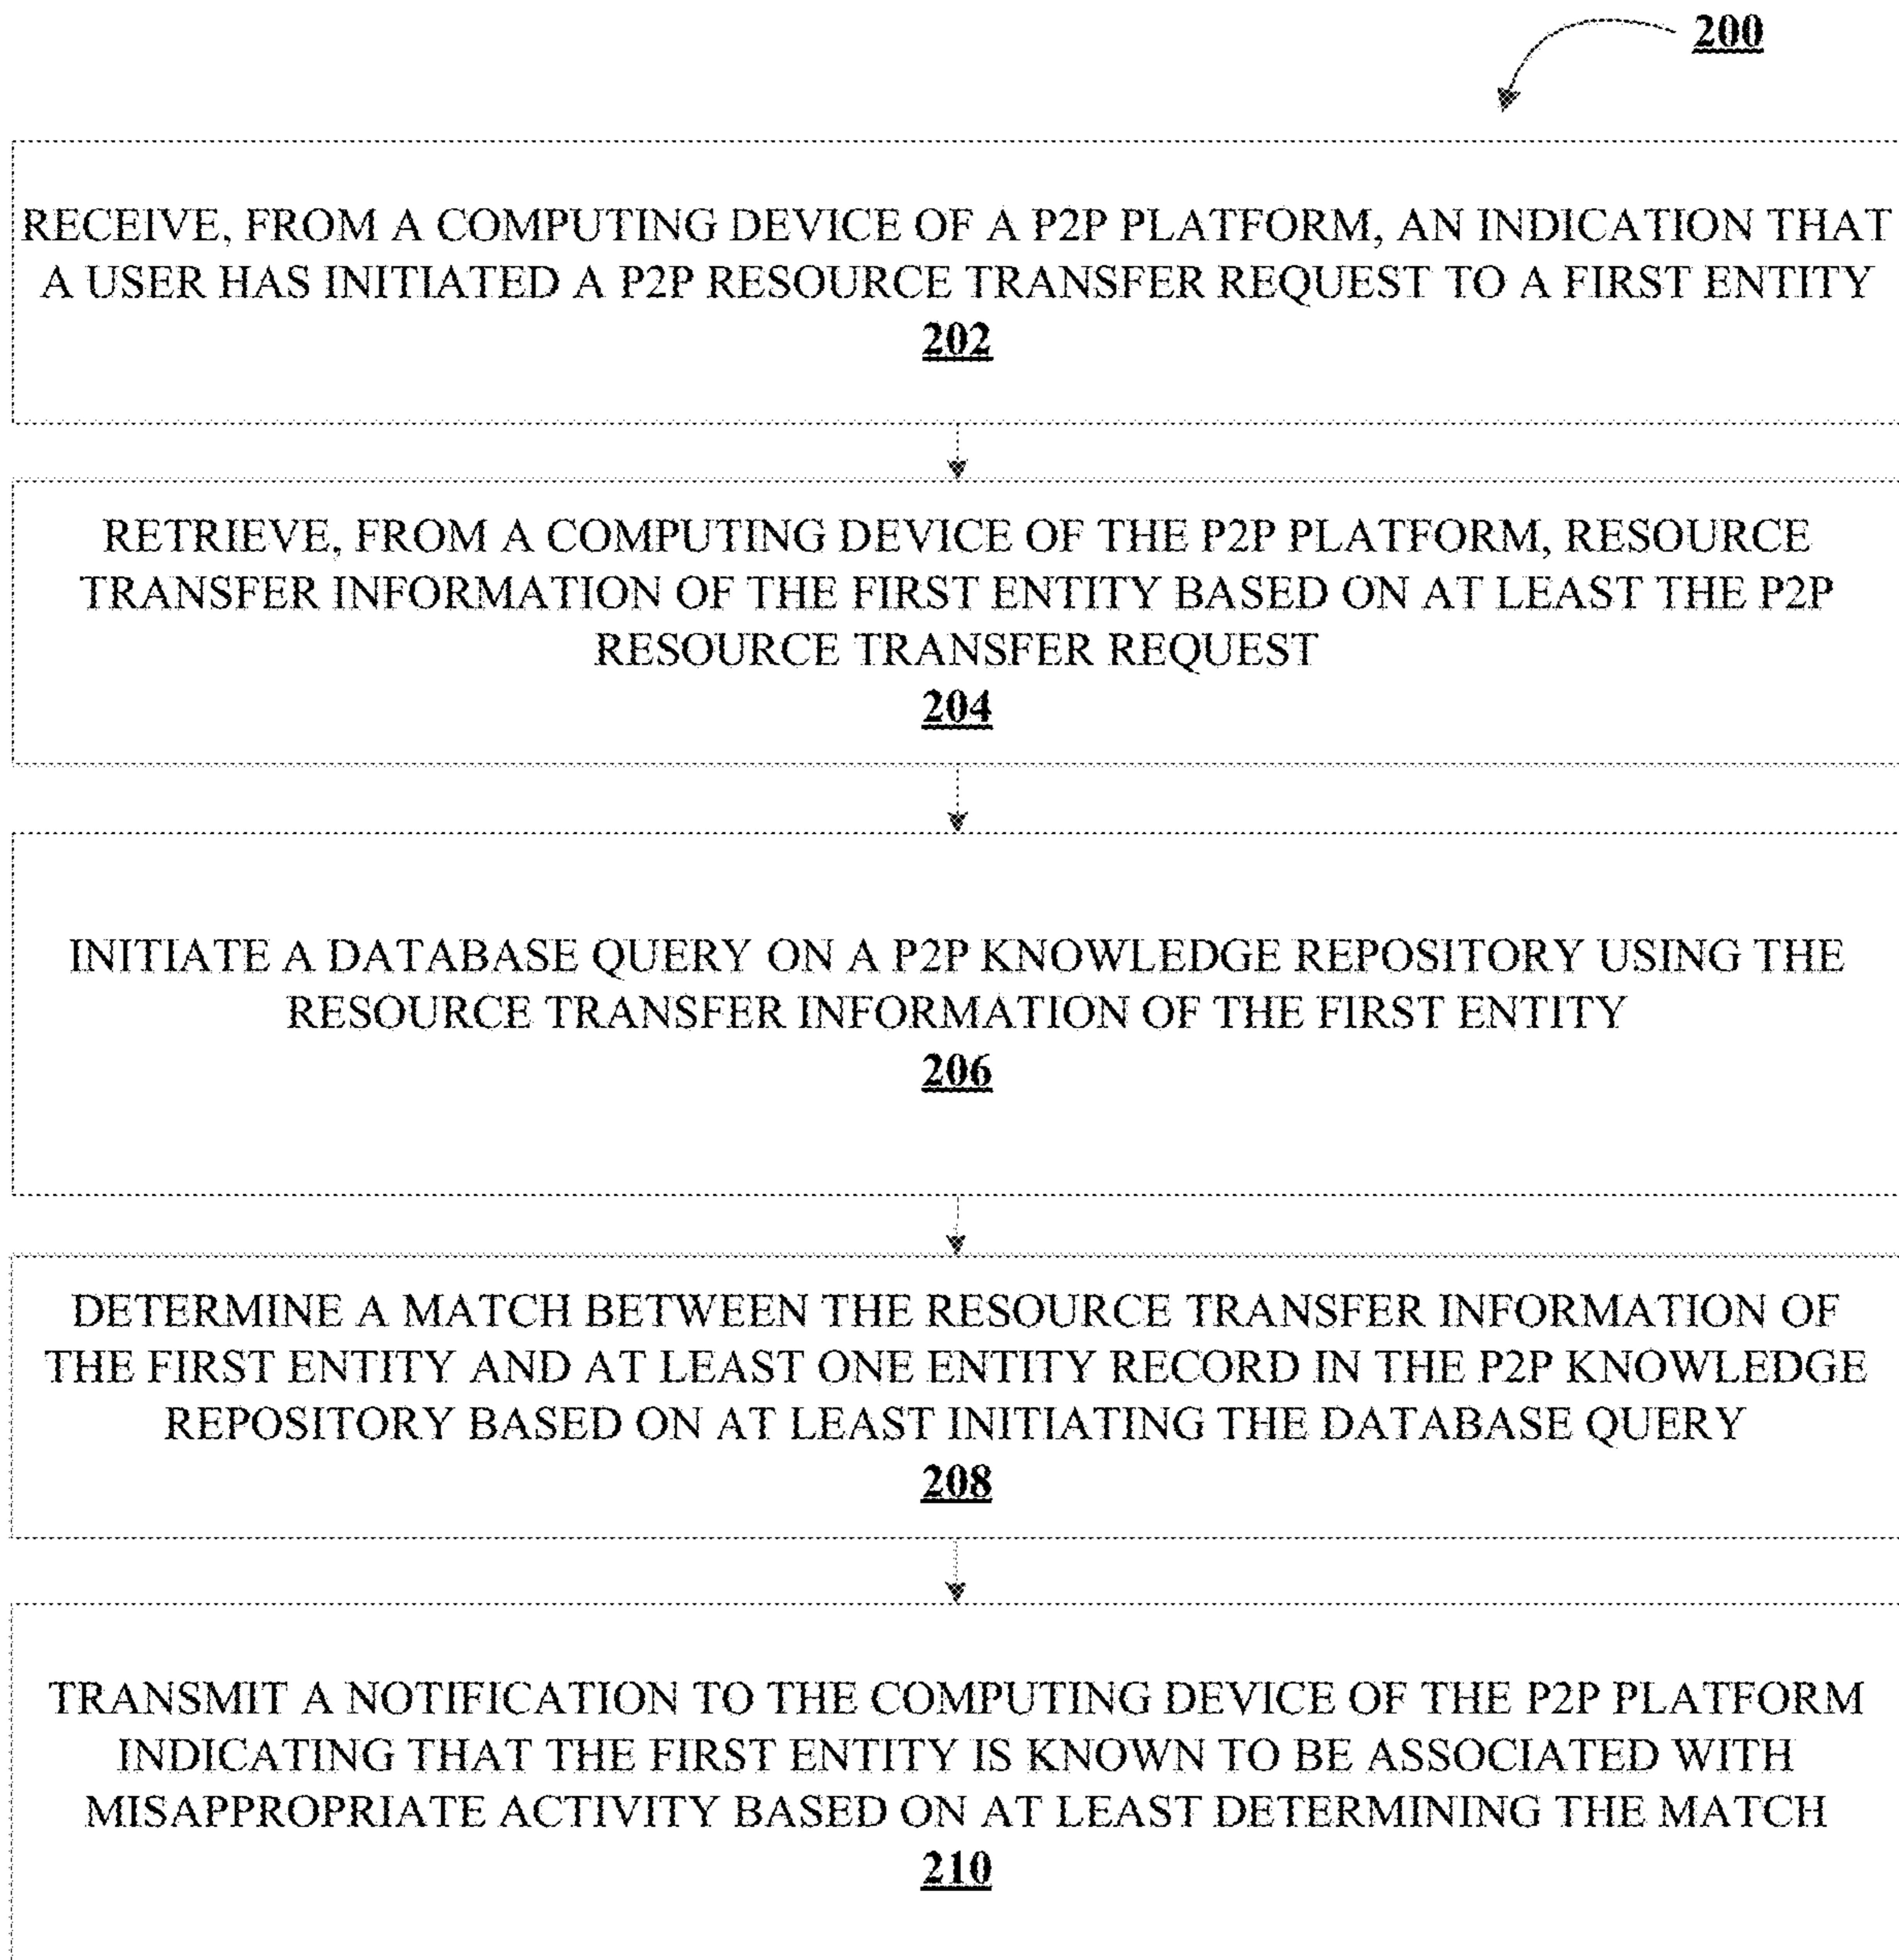 200
RECEIVE, FROM A COMPUTING DEVICE OF A P2P PLATFORM, AN INDICATION THAT
A USER HAS INITIATED A P2P RESOURCE TRANSFER REQUEST TO A FIRST ENTITY
202
RETRIEVE, FROM A COMPUTING DEVICE OF THE P2P PLATFORM, RESOURCE
TRANSFER INFORMATION OF THE FIRST ENTITY BASED ON AT LEAST THE P2P
RESOURCE TRANSFER REQUEST
204
INITIATE A DATABASE QUERY ON A P2P KNOWLEDGE REPOSITORY USING THE
RESOURCE TRANSFER INFORMATION OF THE FIRST ENTITY
206
DETERMINE A MATCH BETWEEN THE RESOURCE TRANSFER INFORMATION OF
THE FIRST ENTITY AND AT LEAST ONE ENTITY RECORD IN THE P2P KNOWLEDGE
REPOSITORY BASED ON AT LEAST INITIATING THE DATABASE QUERY
208
TRANSMIT A NOTIFICATION TO THE COMPUTING DEVICE OF THE P2P PLATFORM
INDICATING THAT THE FIRST ENTITY IS KNOWN TO BE ASSOCIATED WITH
MISAPPROPRIATE ACTIVITY BASED ON AT LEAST DETERMINING THE MATCH
210